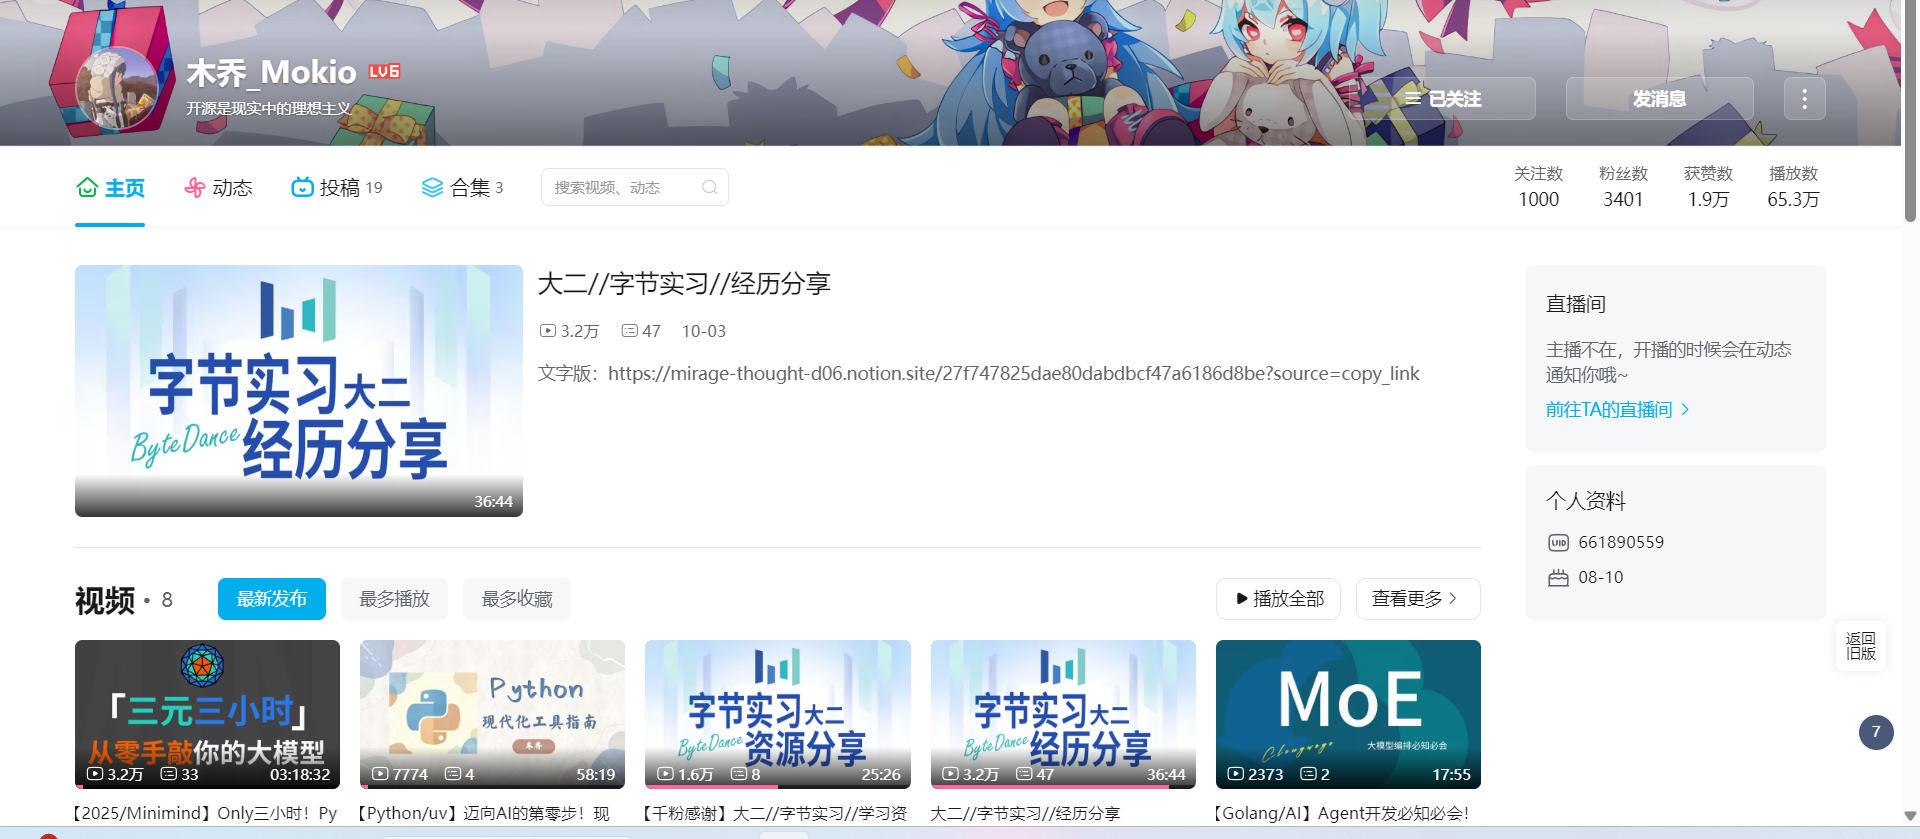 木乔_Mokio LV6
开源是现实中的理想主义
已关注
发消息
主页
动态
投稿 19
合集 3
搜索视频、动态
关注数 粉丝数 获赞数 播放数
1000 3401 1.9万 65.3万
字节实习大二
ByteDance
经历分享
36:44
大二//字节实习//经历分享
3.2万 47 10-03
文字版：https://mirage-thought-d06.notion.site/27f747825dae80dabdbcf47a6186d8be?source=copy_link
直播间
主播不在，开播的时候会在动态
通知你哦~
前往TA的直播间
个人资料
UID 661890559
08-10
返回
旧版
7
视频 · 8
最新发布
最多播放
最多收藏
播放全部
查看更多
「三元三小时」
从零手敲你的大模型
3.2万 33 03:18:32
【2025/Minimind】Only三小时！Py
Python
现代化工具指南
木乔
7774 4 58:19
【Python/uv】迈向AI的第零步！现
字节实习大二
ByteDance
资源分享
1.6万 8 25:26
【千粉感谢】大二//字节实习//学习资
字节实习大二
ByteDance
经历分享
3.2万 47 36:44
大二//字节实习//经历分享
MoE
大模型编排必知必会
2373 2 17:55
【Golang/AI】Agent开发必知必会！